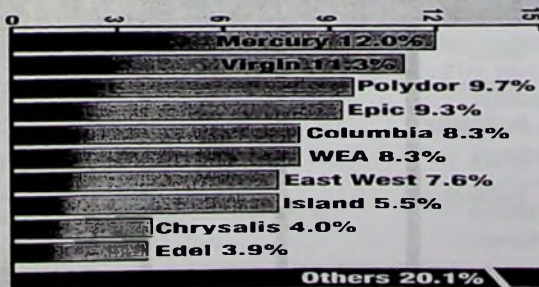 0 3 6 9 12 15
Mercury 12.0%
Virgin 11.3%
Polydor 9.7%
Epic 9.3%
Columbia 8.3%
WEA 8.3%
East West 7.6%
Island 5.5%
Chrysalis 4.0%
Edel 3.9%
Others 20.1%